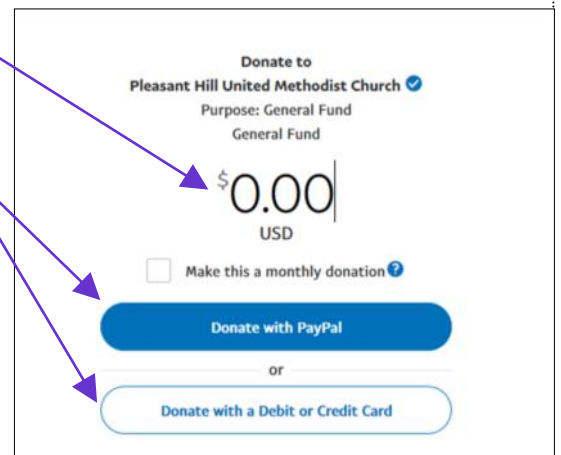 Donate to
Pleasant Hill United Methodist Church
Purpose: General Fund
General Fund
$0.00
USD
Make this a monthly donation ?
Donate with PayPal
or
Donate with a Debit or Credit Card